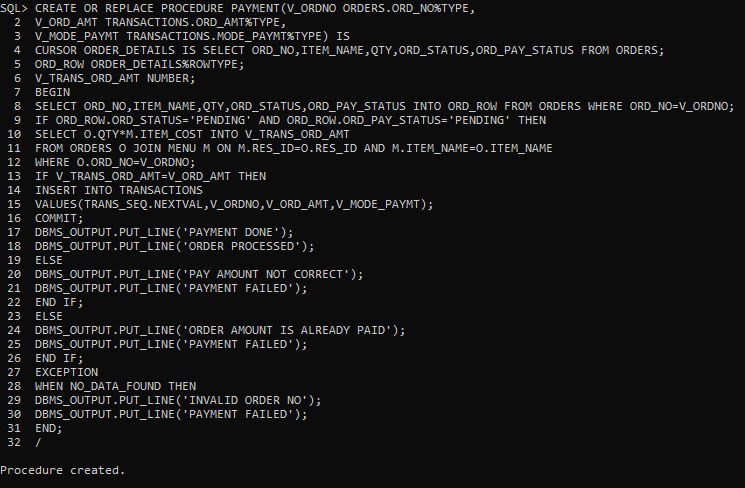 SQL> CREATE OR REPLACE PROCEDURE PAYMENT(V_ORDNO ORDERS.ORD_NO%TYPE,
  2  V_ORD_AMT TRANSACTIONS.ORD_AMT%TYPE,
  3  V_MODE_PAYMT TRANSACTIONS.MODE_PAYMT%TYPE) IS
  4  CURSOR ORDER_DETAILS IS SELECT ORD_NO,ITEM_NAME,QTY,ORD_STATUS,ORD_PAY_STATUS FROM ORDERS;
  5  ORD_ROW ORDER_DETAILS%ROWTYPE;
  6  V_TRANS_ORD_AMT NUMBER;
  7  BEGIN
  8  SELECT ORD_NO,ITEM_NAME,QTY,ORD_STATUS,ORD_PAY_STATUS INTO ORD_ROW FROM ORDERS WHERE ORD_NO=V_ORDNO;
  9  IF ORD_ROW.ORD_STATUS='PENDING' AND ORD_ROW.ORD_PAY_STATUS='PENDING' THEN
 10  SELECT O.QTY*M.ITEM_COST INTO V_TRANS_ORD_AMT
 11  FROM ORDERS O JOIN MENU M ON M.RES_ID=O.RES_ID AND M.ITEM_NAME=O.ITEM_NAME
 12  WHERE O.ORD_NO=V_ORDNO;
 13  IF V_TRANS_ORD_AMT=V_ORD_AMT THEN
 14  INSERT INTO TRANSACTIONS
 15  VALUES(TRANS_SEQ.NEXTVAL,V_ORDNO,V_ORD_AMT,V_MODE_PAYMT);
 16  COMMIT;
 17  DBMS_OUTPUT.PUT_LINE('PAYMENT DONE');
 18  DBMS_OUTPUT.PUT_LINE('ORDER PROCESSED');
 19  ELSE
 20  DBMS_OUTPUT.PUT_LINE('PAY AMOUNT NOT CORRECT');
 21  DBMS_OUTPUT.PUT_LINE('PAYMENT FAILED');
 22  END IF;
 23  ELSE
 24  DBMS_OUTPUT.PUT_LINE('ORDER AMOUNT IS ALREADY PAID');
 25  DBMS_OUTPUT.PUT_LINE('PAYMENT FAILED');
 26  END IF;
 27  EXCEPTION
 28  WHEN NO_DATA_FOUND THEN
 29  DBMS_OUTPUT.PUT_LINE('INVALID ORDER NO');
 30  DBMS_OUTPUT.PUT_LINE('PAYMENT FAILED');
 31  END;
 32  /
Procedure created.